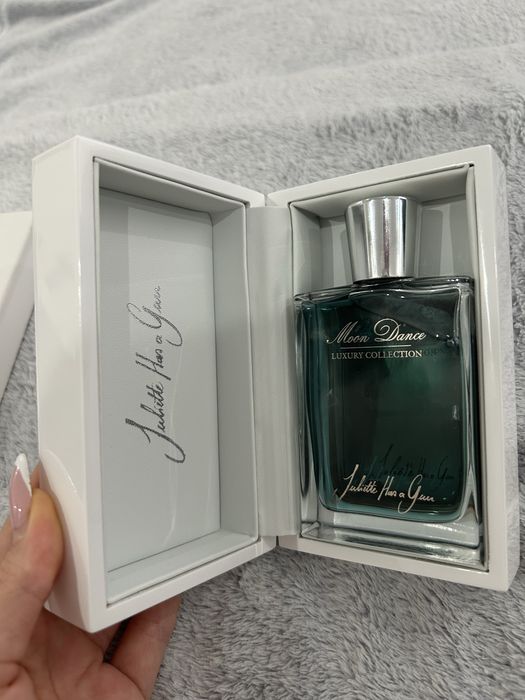 Juliette Has a Gun
Moon Dance
LUXURY COLLECTION
Juliette Has a Gun